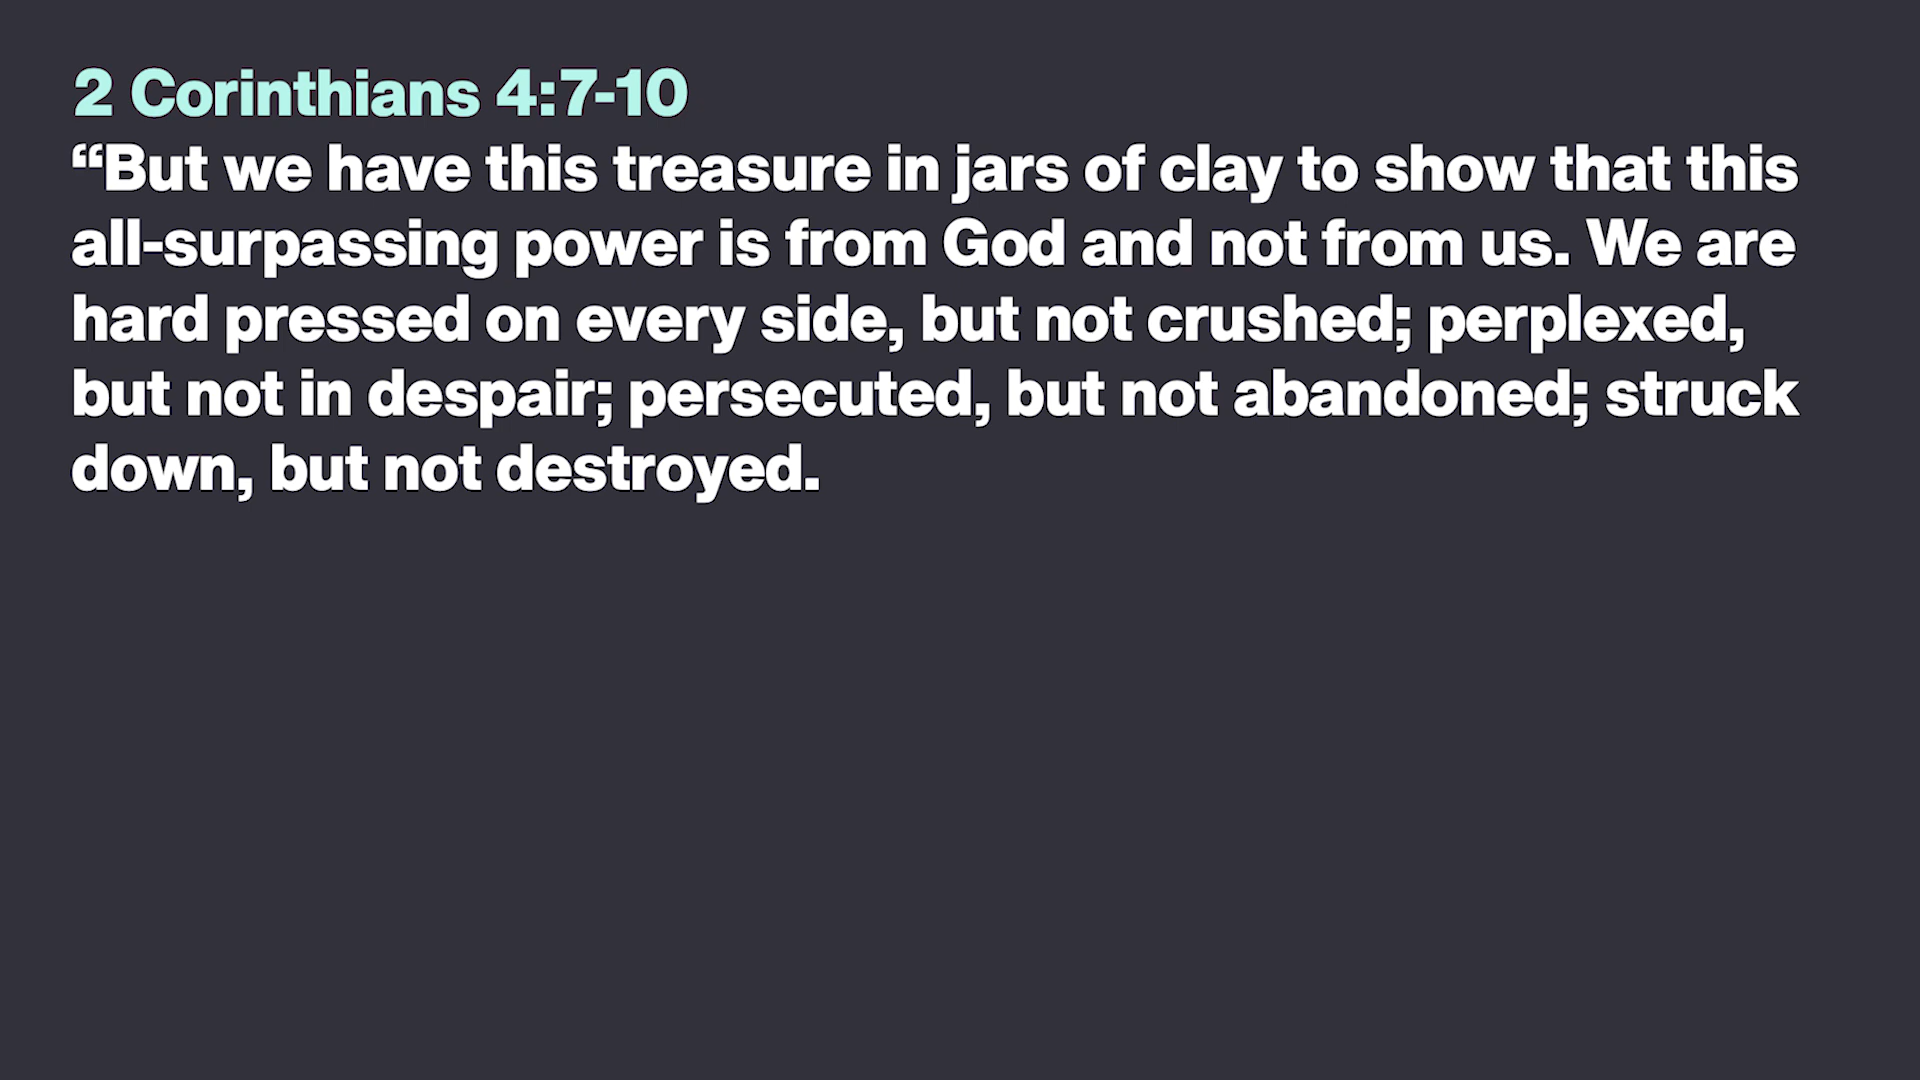 2 Corinthians 4:7-10
“But we have this treasure in jars of clay to show that this
all-surpassing power is from God and not from us. We are
hard pressed on every side, but not crushed; perplexed,
but not in despair; persecuted, but not abandoned; struck
down, but not destroyed.